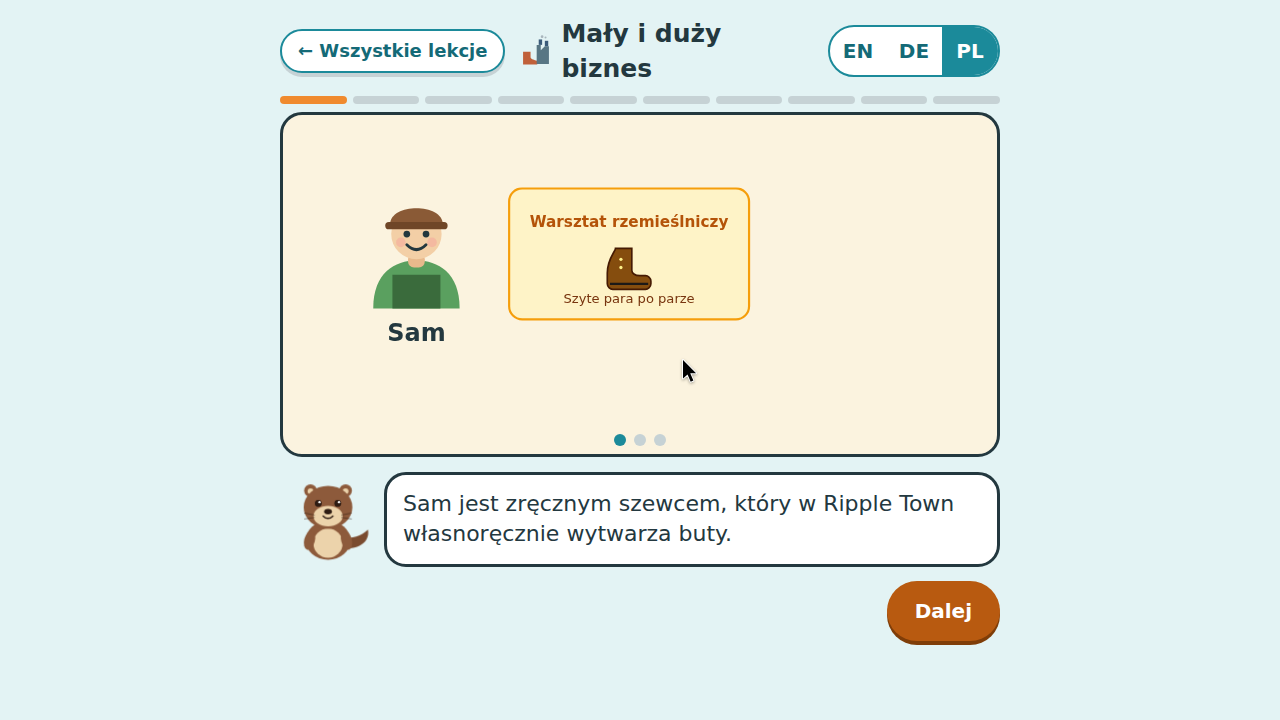 ← Wszystkie lekcje
Mały i duży
biznes
EN DE PL
Warsztat rzemieślniczy
Szyte para po parze
Sam
Sam jest zręcznym szewcem, który w Ripple Town
własnoręcznie wytwarza buty.
Dalej